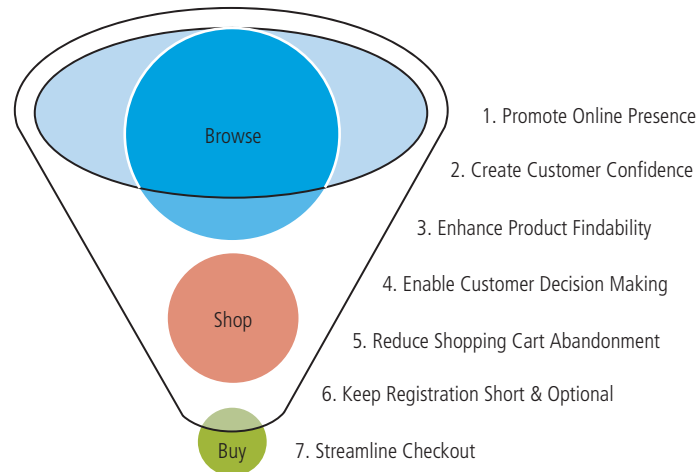 Browse
1. Promote Online Presence
2. Create Customer Confidence
3. Enhance Product Findability
4. Enable Customer Decision Making
Shop
5. Reduce Shopping Cart Abandonment
6. Keep Registration Short & Optional
Buy
7. Streamline Checkout